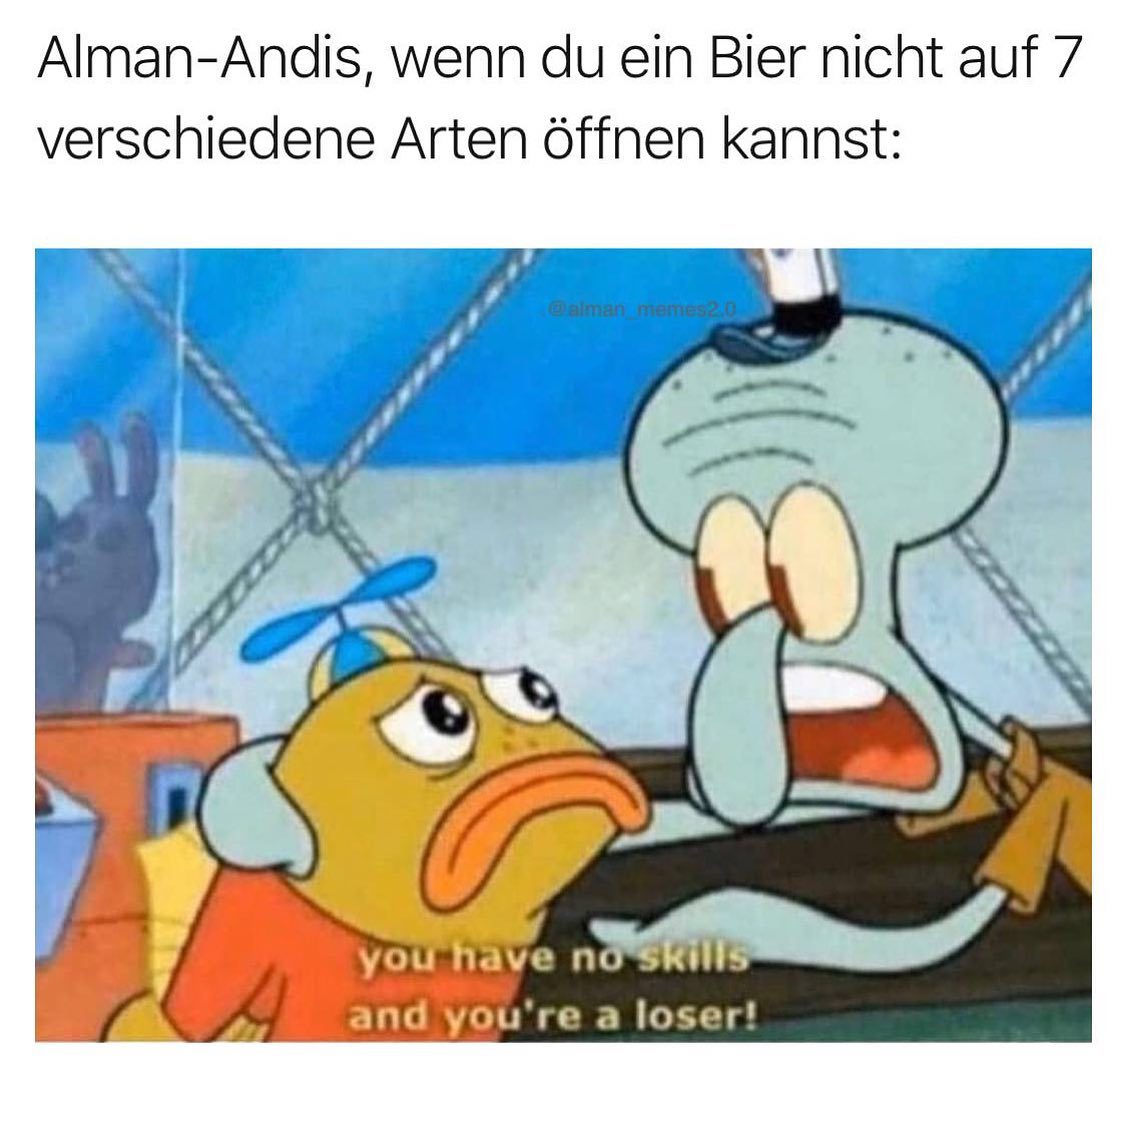 Alman-Andis, wenn du ein Bier nicht auf 7
verschiedene Arten öffnen kannst:
@alman_memes2.0
you have no skills
and you're a loser!